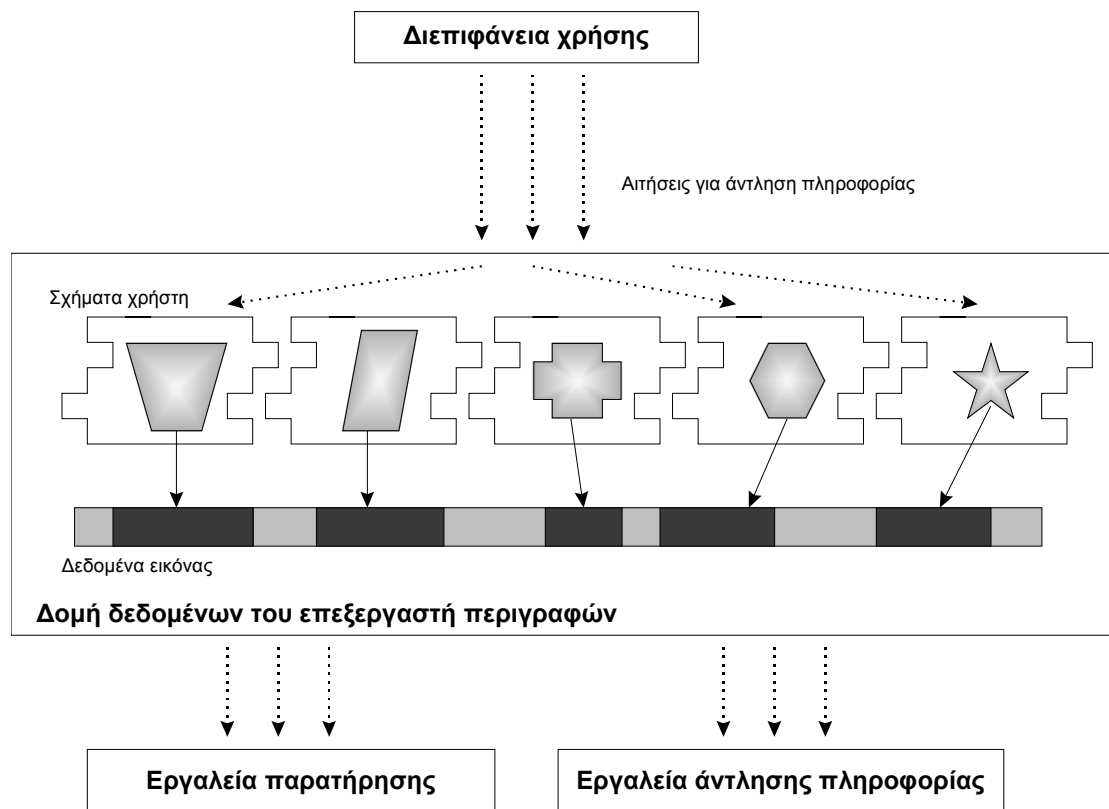 Διεπιφάνεια χρήσης
Αιτήσεις για άντληση πληροφορίας
Σχήματα χρήστη
Δεδομένα εικόνας
Δομή δεδομένων του επεξεργαστή περιγραφών
Εργαλεία παρατήρησης
Εργαλεία άντλησης πληροφορίας